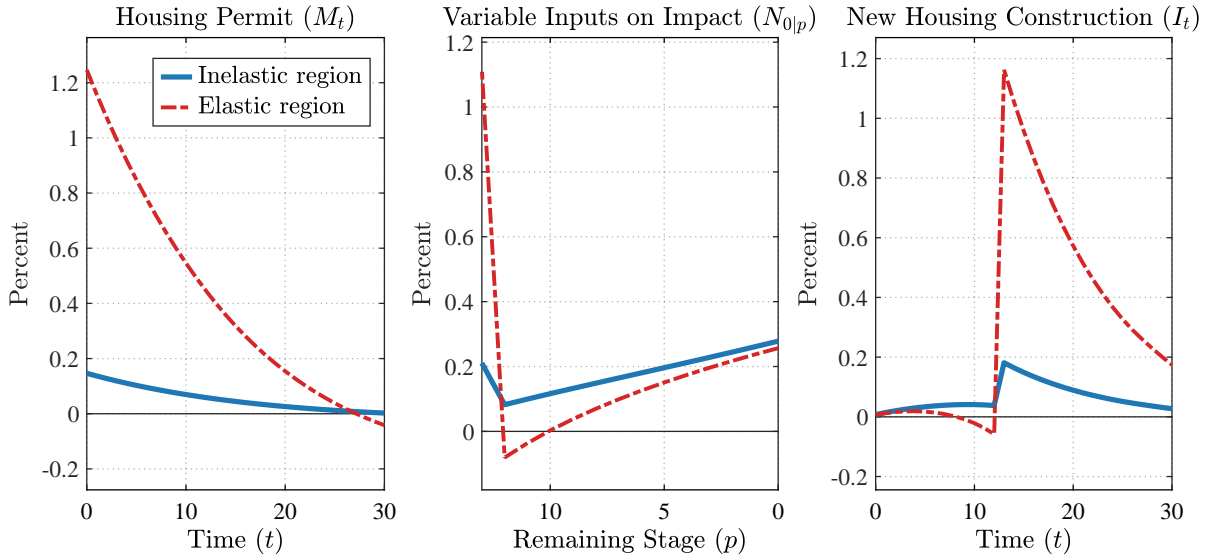 Housing Permit (M_t)
Percent
1.2
1
0.8
0.6
0.4
0.2
0
-0.2
0 10 20 30
Time (t)
Inelastic region
Elastic region
Variable Inputs on Impact (N_{0|p})
Percent
1.2
1
0.8
0.6
0.4
0.2
0
10 5 0
Remaining Stage (p)
New Housing Construction (I_t)
Percent
1.2
1
0.8
0.6
0.4
0.2
0
-0.2
0 10 20 30
Time (t)